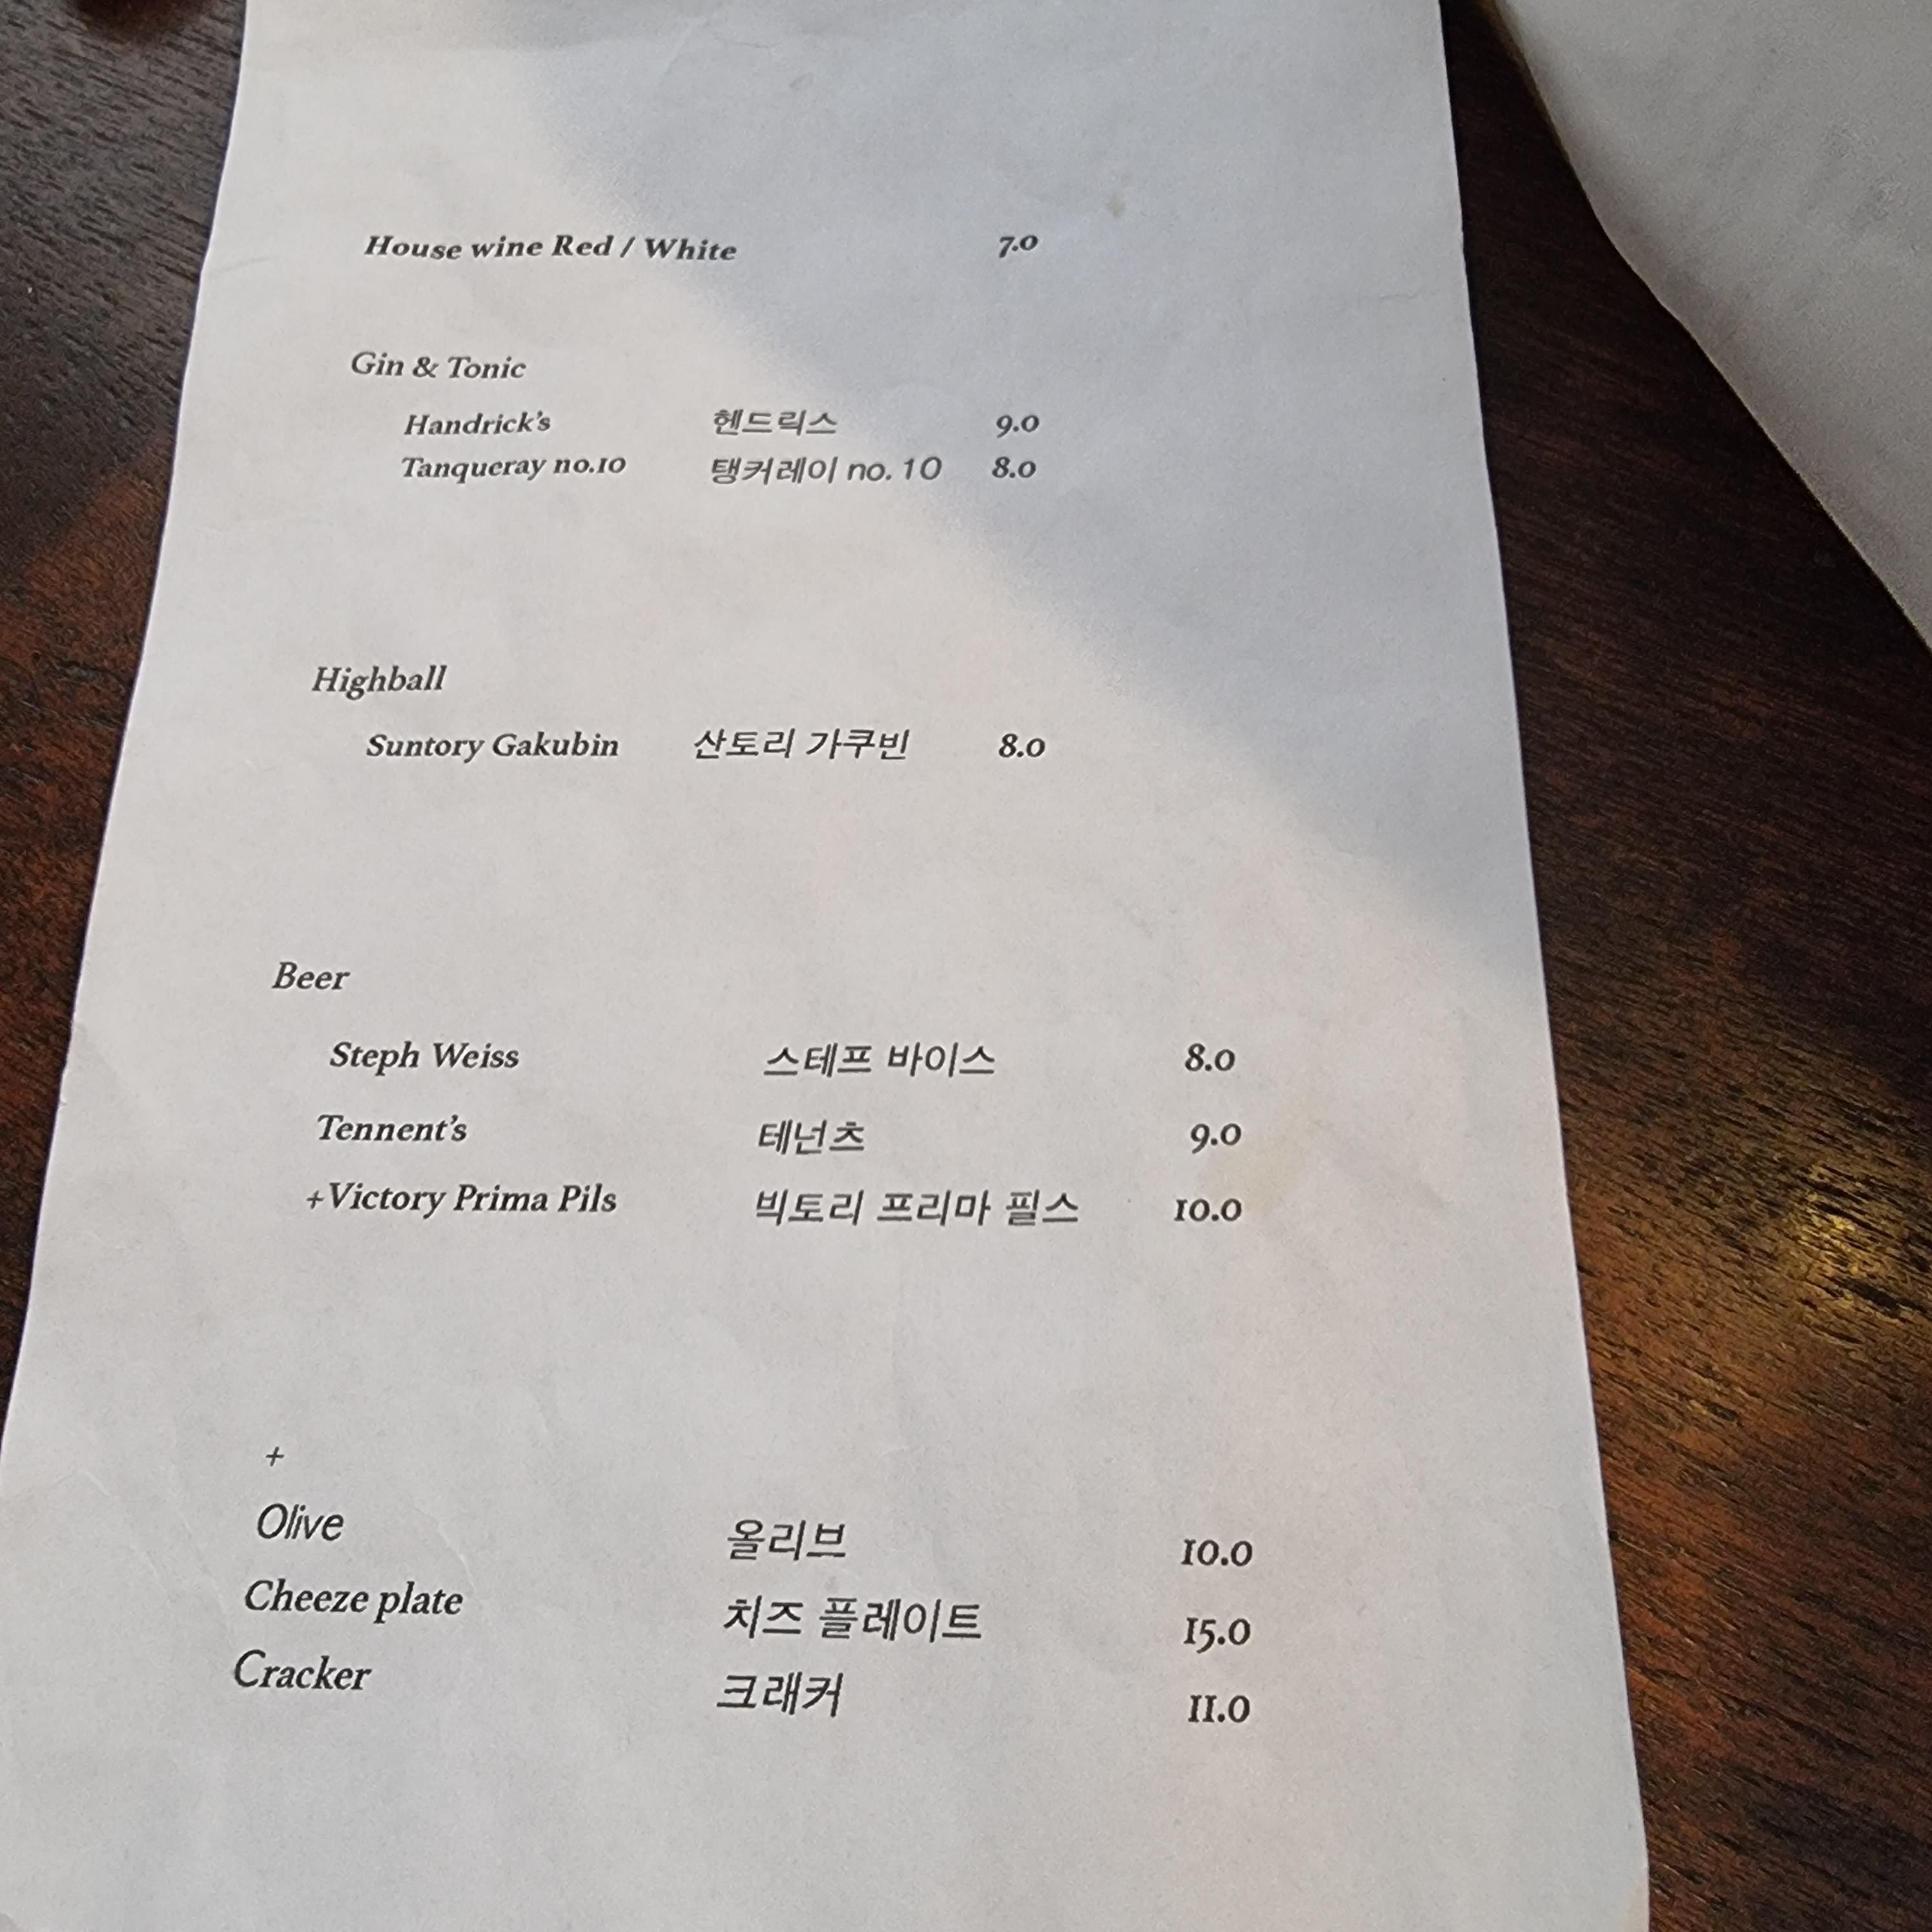 House wine Red / White 7.0
Gin & Tonic
Handrick's 헨드릭스 9.0
Tanqueray no.10 탱커레이 no. 10 8.0
Highball
Suntory Gakubin 산토리 가쿠빈 8.0
Beer
Steph Weiss 스테프 바이스 8.0
Tennent's 테넌츠 9.0
+Victory Prima Pils 빅토리 프리마 필스 10.0
+
Olive 올리브 10.0
Cheeze plate 치즈 플레이트 15.0
Cracker 크래커 11.0